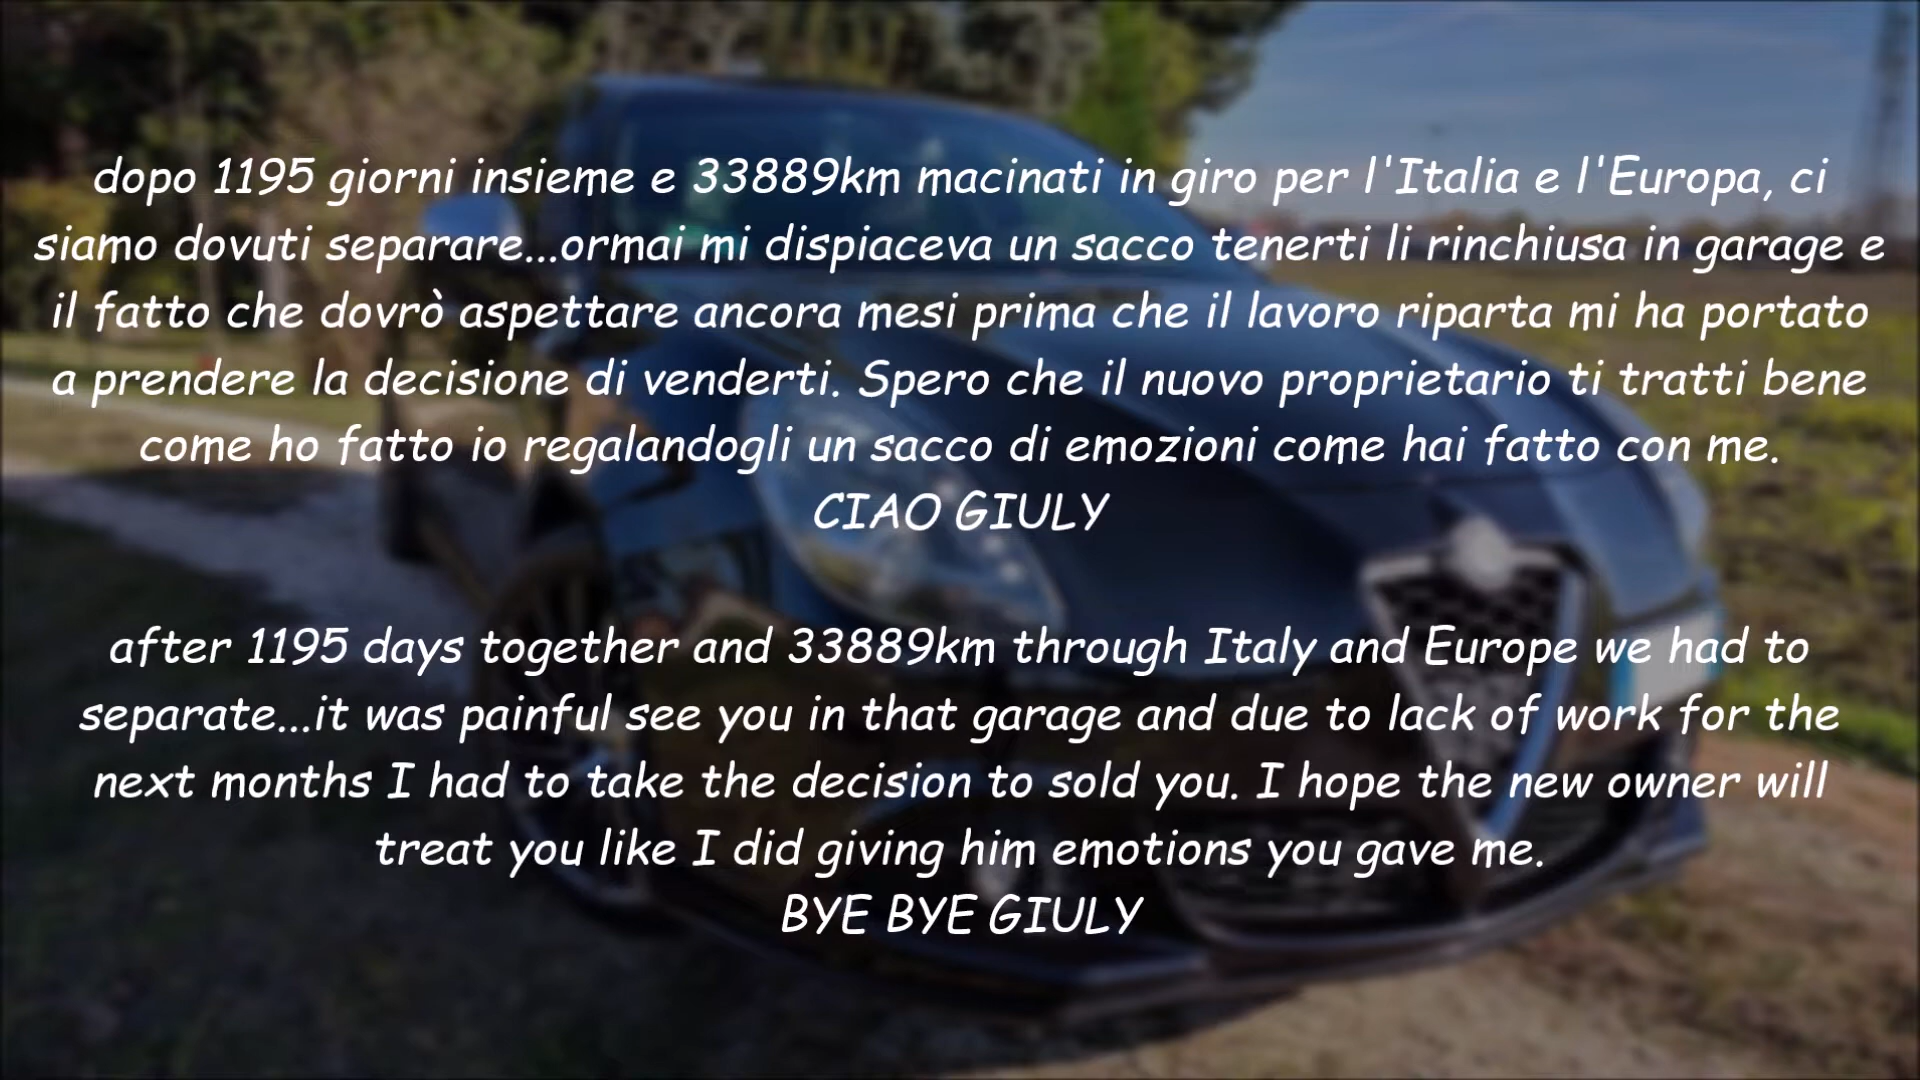 dopo 1195 giorni insieme e 33889km macinati in giro per l'Italia e l'Europa, ci
siamo dovuti separare...ormai mi dispiaceva un sacco tenerti li rinchiusa in garage e
il fatto che dovrò aspettare ancora mesi prima che il lavoro riparta mi ha portato
a prendere la decisione di venderti. Spero che il nuovo proprietario ti tratti bene
come ho fatto io regalandogli un sacco di emozioni come hai fatto con me.
CIAO GIULY
after 1195 days together and 33889km through Italy and Europe we had to
separate...it was painful see you in that garage and due to lack of work for the
next months I had to take the decision to sold you. I hope the new owner will
treat you like I did giving him emotions you gave me.
BYE BYE GIULY